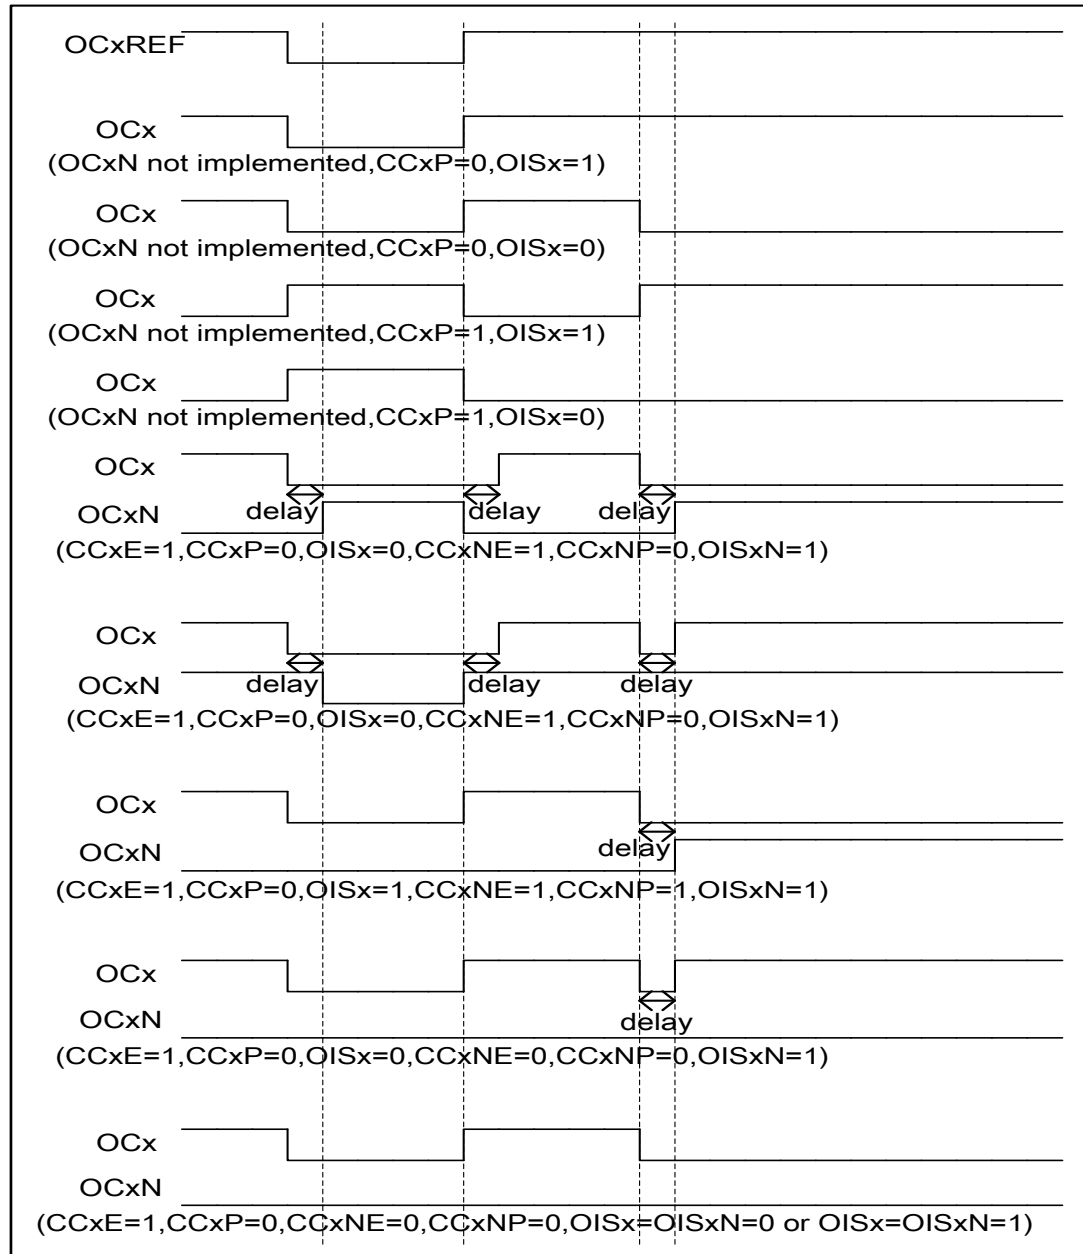 OCxREF
OCx
(OCxN not implemented,CCxP=0,OISx=1)
OCx
(OCxN not implemented,CCxP=0,OISx=0)
OCx
(OCxN not implemented,CCxP=1,OISx=1)
OCx
(OCxN not implemented,CCxP=1,OISx=0)
OCx
OCxN delay delay delay
(CCxE=1,CCxP=0,OISx=0,CCxNE=1,CCxNP=0,OISxN=1)
OCx
OCxN delay delay delay
(CCxE=1,CCxP=0,OISx=0,CCxNE=1,CCxNP=0,OISxN=1)
OCx
OCxN delay
(CCxE=1,CCxP=0,OISx=1,CCxNE=1,CCxNP=1,OISxN=1)
OCx
OCxN delay
(CCxE=1,CCxP=0,OISx=0,CCxNE=0,CCxNP=0,OISxN=1)
OCx
OCxN
(CCxE=1,CCxP=0,CCxNE=0,CCxNP=0,OISx=OISxN=0 or OISx=OISxN=1)